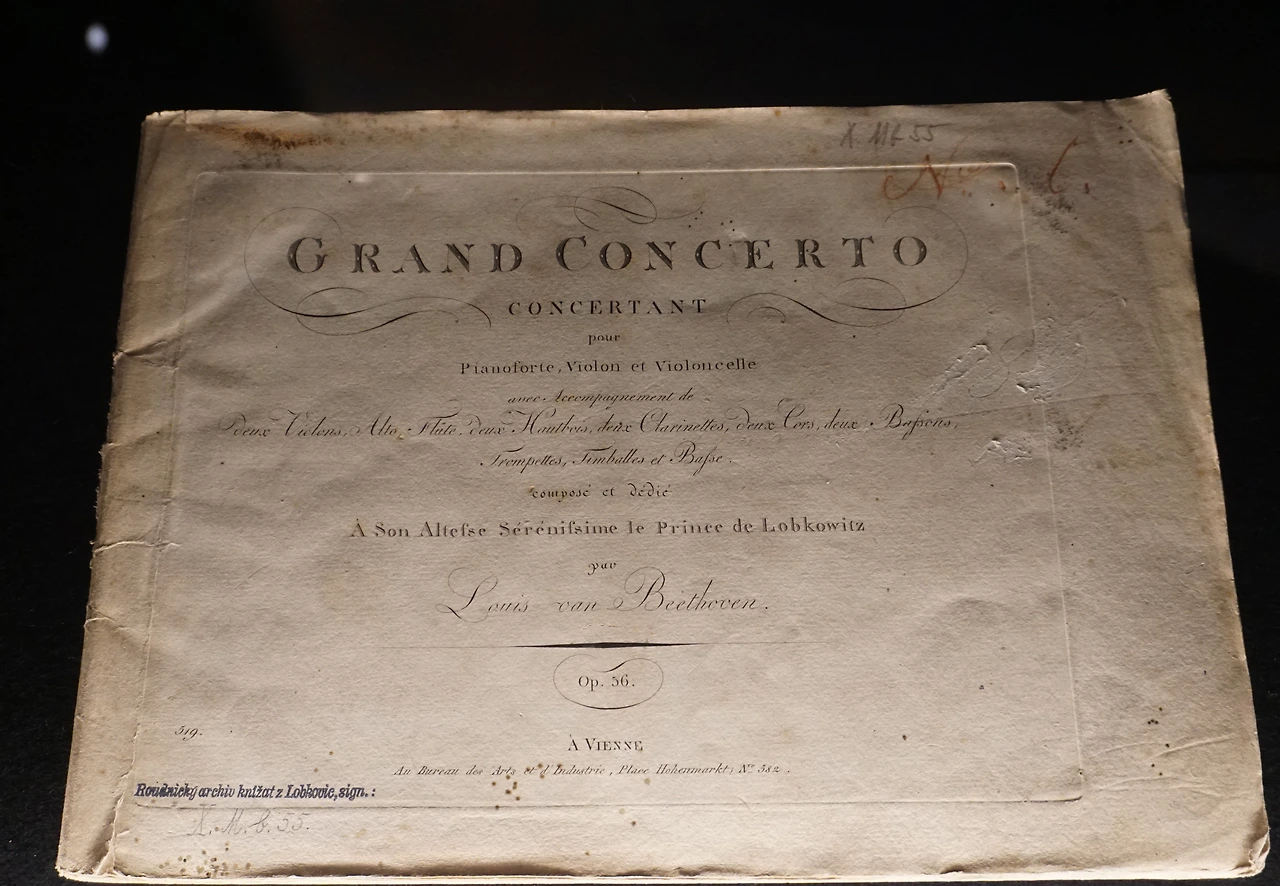 X. Mb 55
No. 6.
GRAND CONCERTO
CONCERTANT
pour
Pianoforte, Violon et Violoncelle
avec Accompagnement de
deux Violons, Alto, Flûte, deux Hautbois, deux Clarinettes, deux Cors, deux Baſsons,
Trompettes, Timballes et Baſse.
composé et dédié
À Son Alteſse Séréniſsime le Prince de Lobkowitz
par
Louis van Beethoven.
Op. 56.
519.
À VIENNE
Au Bureau des Arts et d'Industrie, Place Hohenmarkt, No 582.
Roudnický archiv knížat z Lobkovic, sign.:
X. M. b. 55.